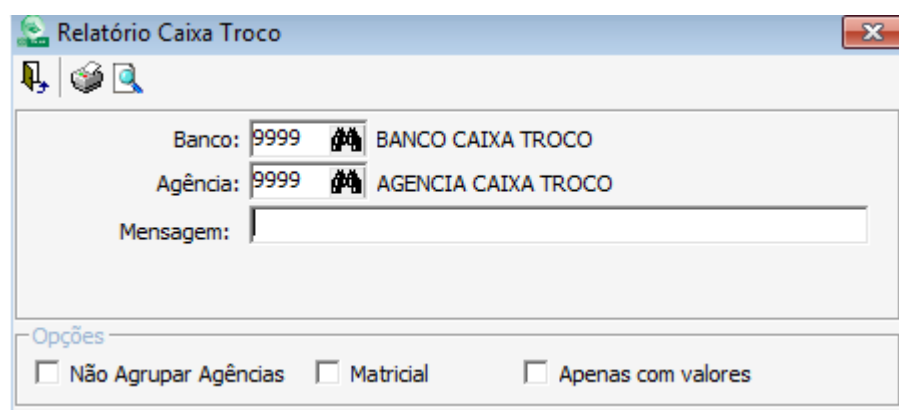 Relatório Caixa Troco
Banco: 9999 BANCO CAIXA TROCO
Agência: 9999 AGENCIA CAIXA TROCO
Mensagem:
Opções
Não Agrupar Agências Matricial Apenas com valores